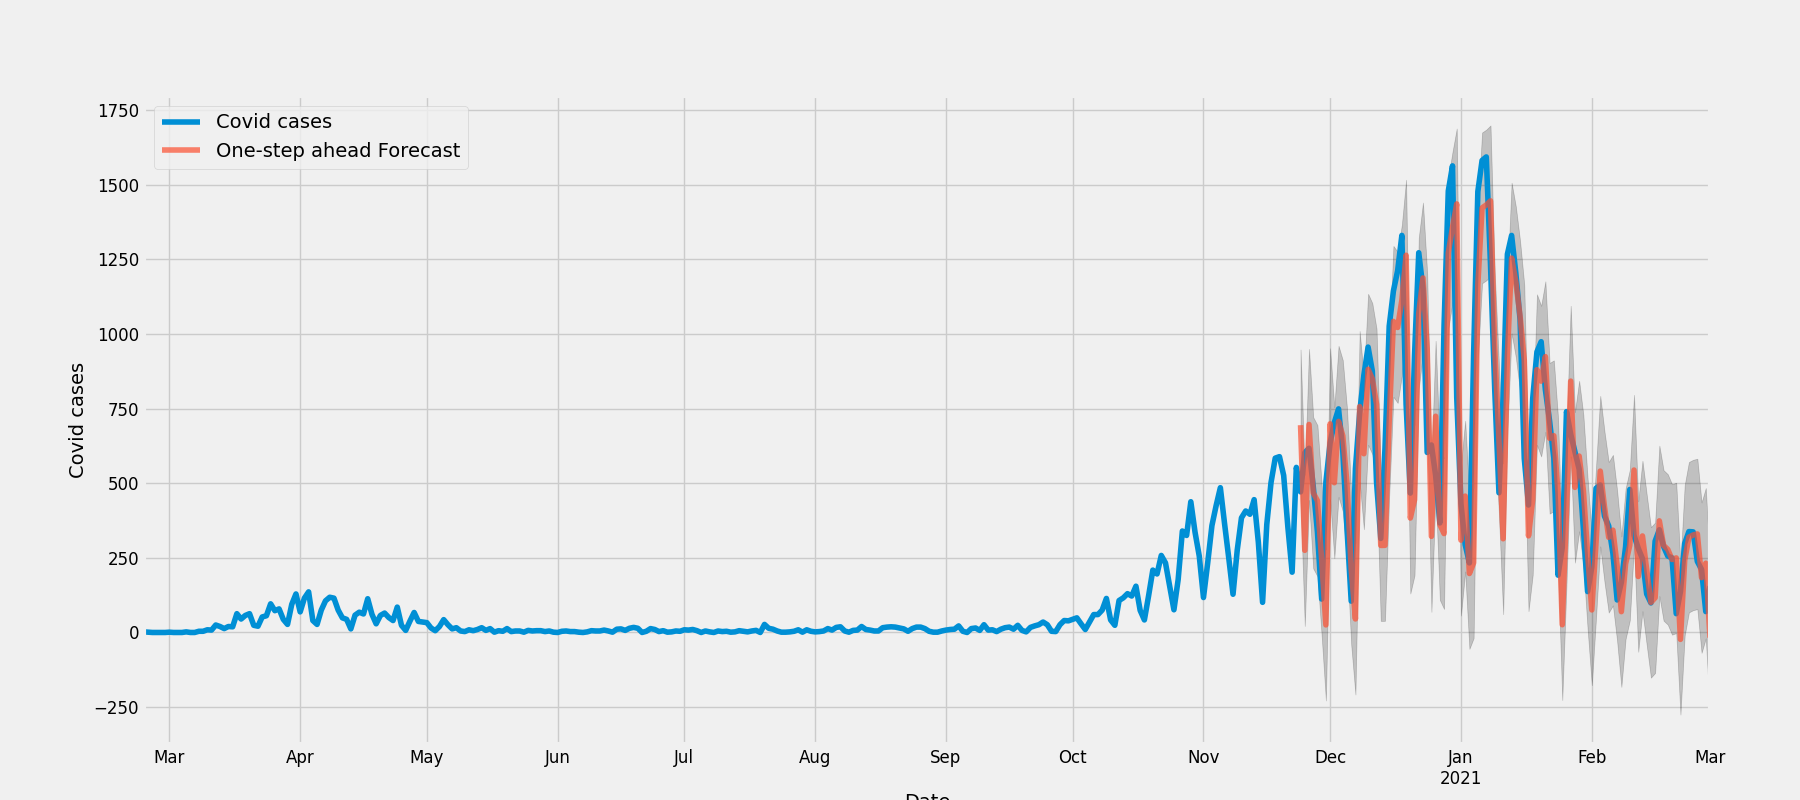 Covid cases
One-step ahead Forecast
1750
1500
1250
1000
750
500
250
0
−250
Covid cases
Mar Apr May Jun Jul Aug Sep Oct Nov Dec Jan Feb Mar
2021
Date